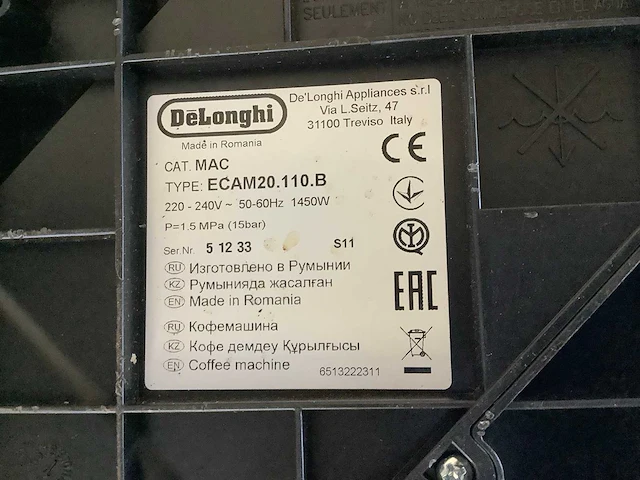 SEULEMENT
DeLonghi
De'Longhi Appliances s.r.l
Via L.Seitz, 47
31100 Treviso Italy
Made in Romania
CAT. MAC
TYPE: ECAM20.110.B
220 - 240V ~ 50-60Hz 1450W
P=1.5 MPa (15bar)
Ser.Nr. 5 12 33 S11
RU Изготовлено в Румынии
KZ Румынияда жасалған
EN Made in Romania
RU Кофемашина
KZ Кофе демдеу Құрылғысы
EN Coffee machine
6513222311
CE
EAC